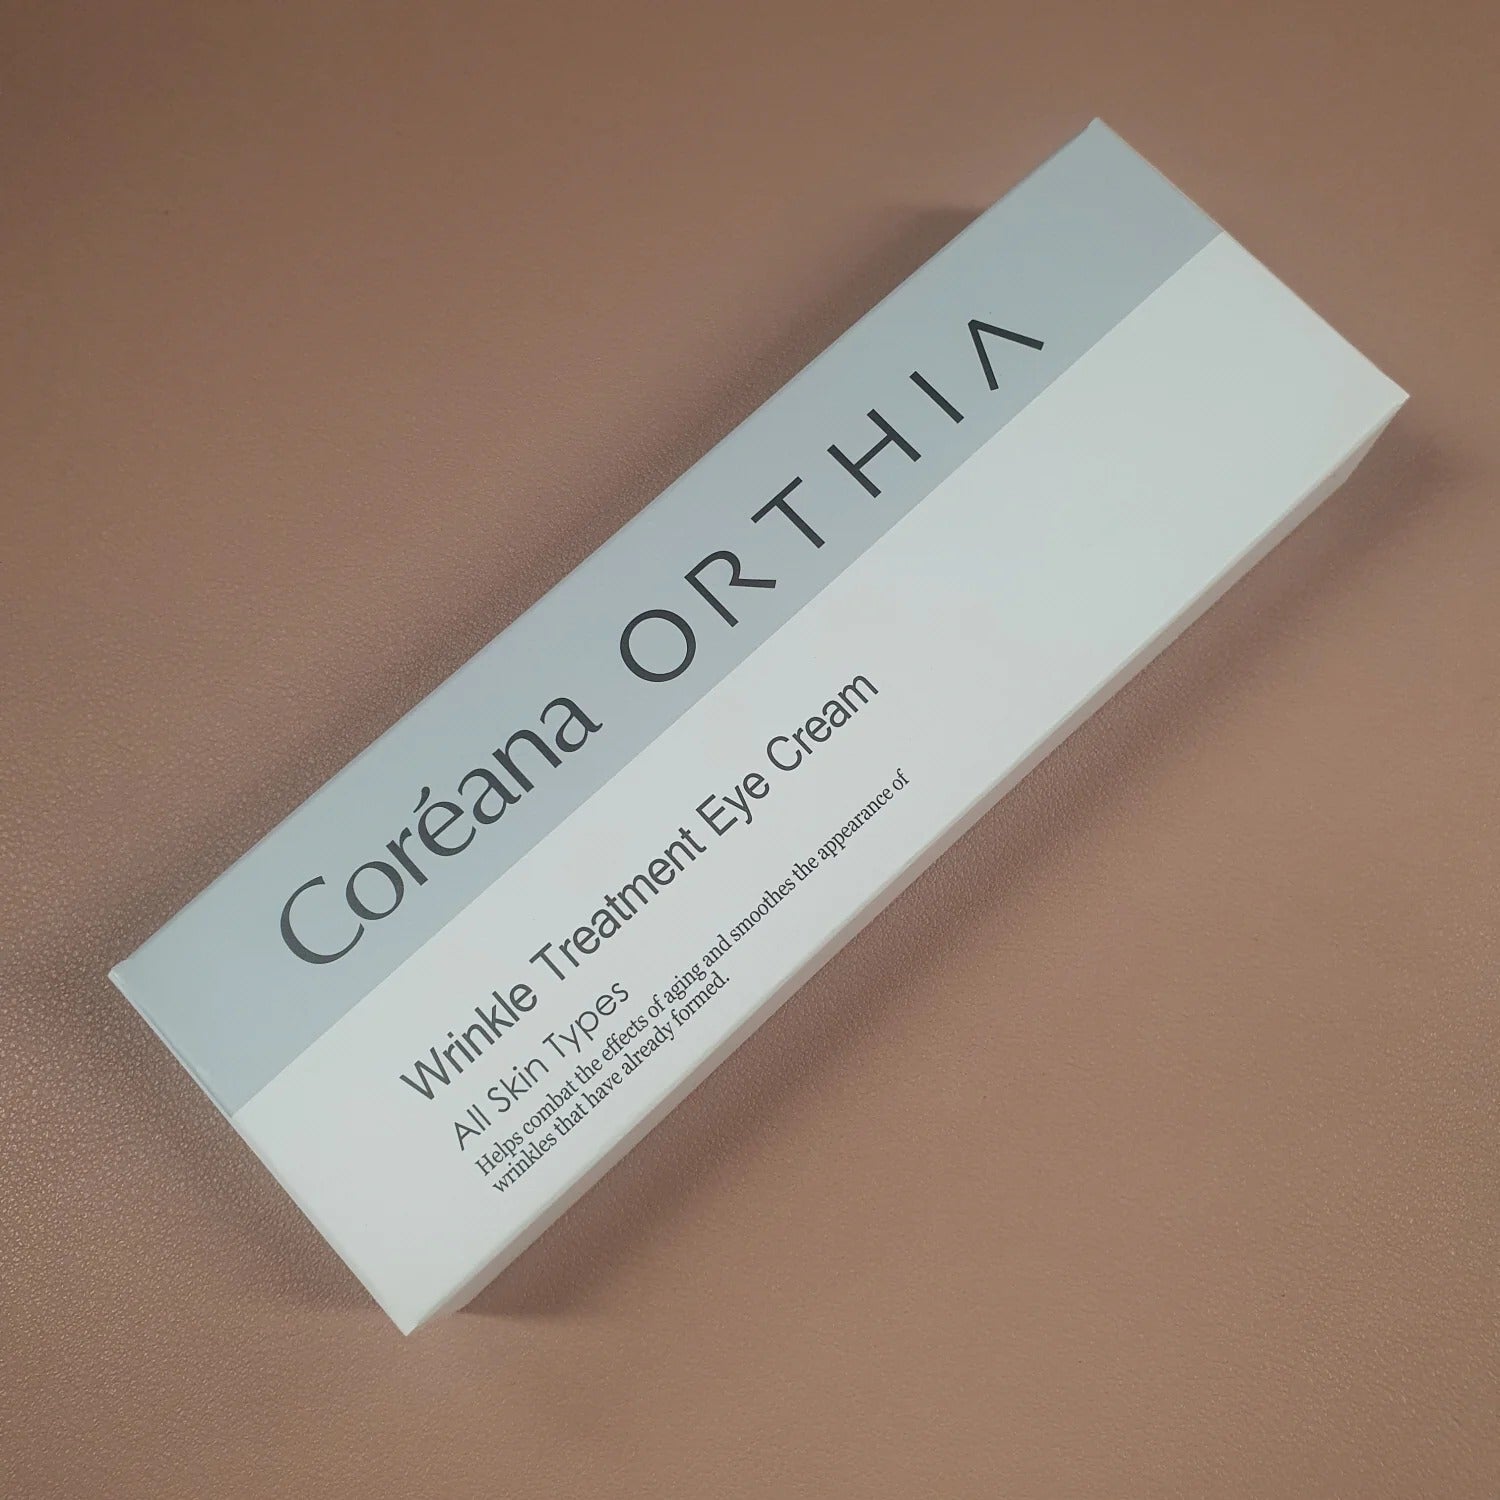 Coréana ORTHIA
Wrinkle Treatment Eye Cream
All Skin Types
Helps combat the effects of aging and smoothes the appearance of
wrinkles that have already formed.